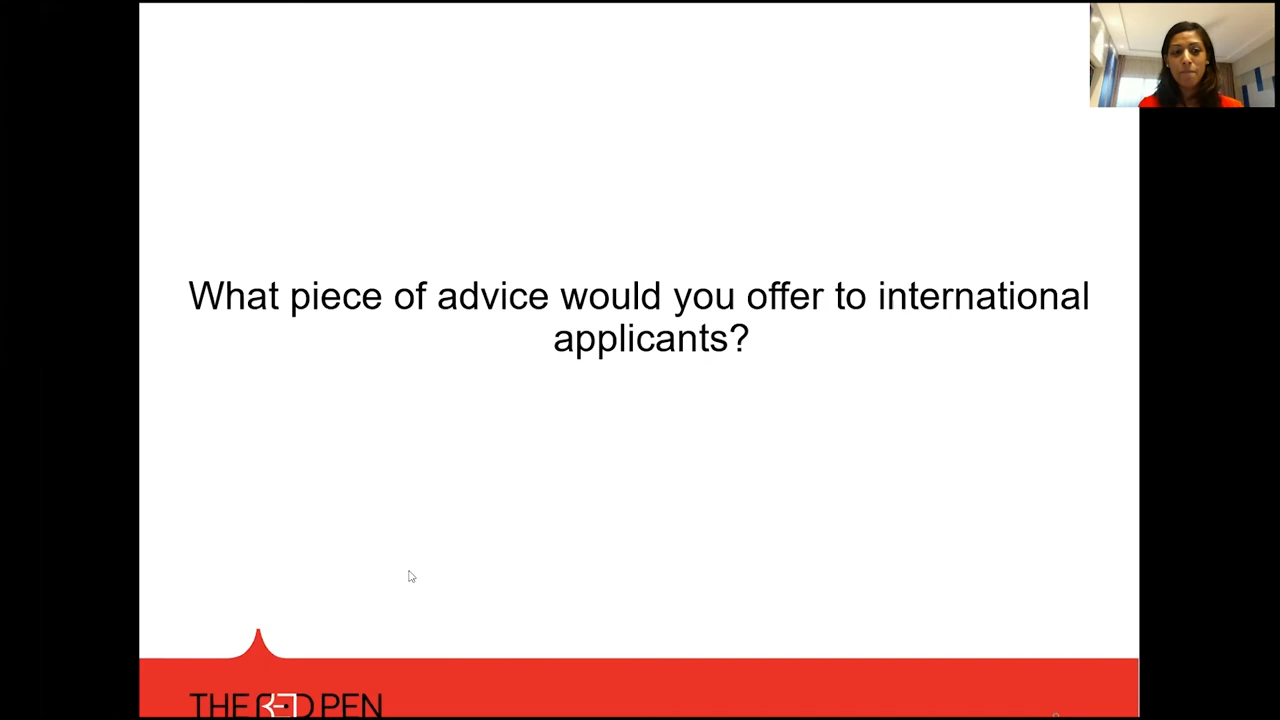 What piece of advice would you offer to international
applicants?
THE RED PEN